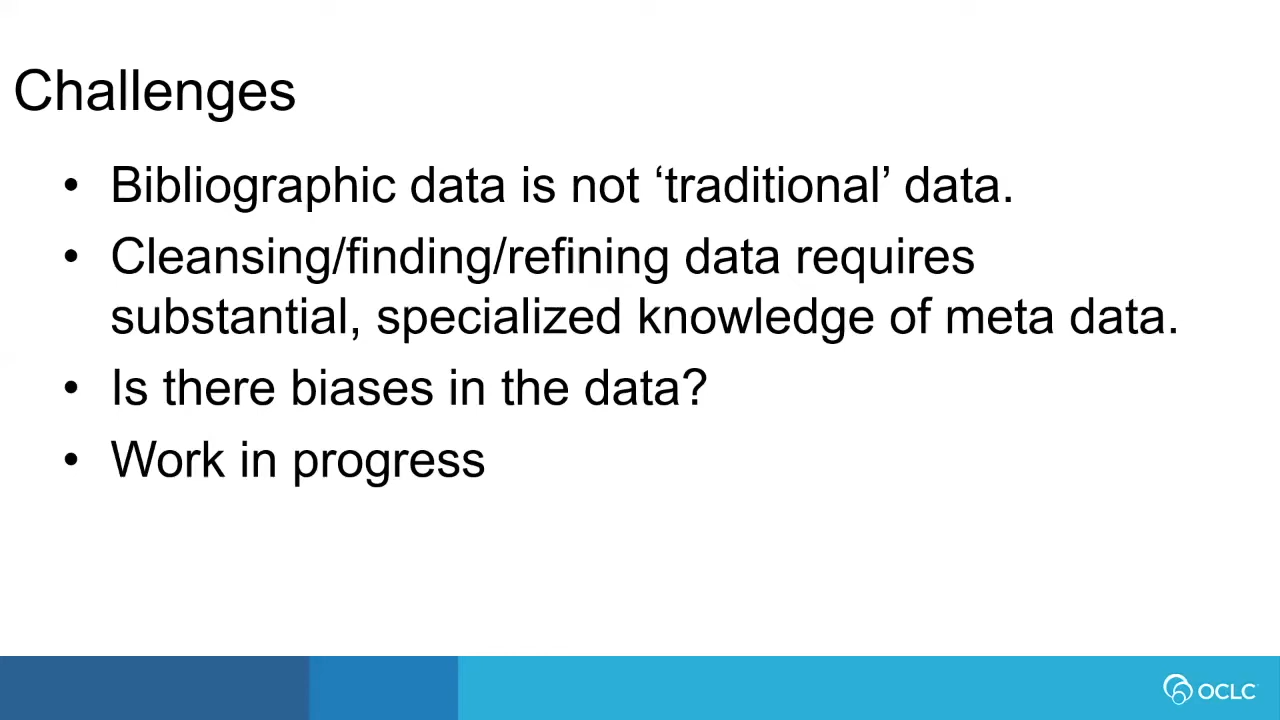 Challenges
• Bibliographic data is not ‘traditional’ data.
• Cleansing/finding/refining data requires
substantial, specialized knowledge of meta data.
• Is there biases in the data?
• Work in progress
OCLC